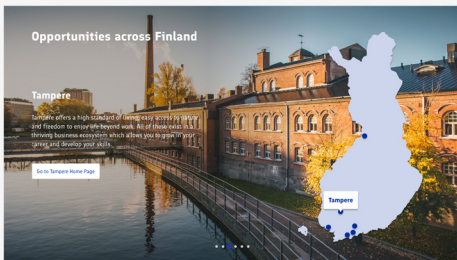 Opportunities across Finland
Tampere
Tampere offers a high standard of living, easy access to nature
and freedom to enjoy life beyond work. All of these exist in a
thriving business ecosystem which allows you to grow in your
career and develop your skills.
Go to Tampere Home Page
Tampere